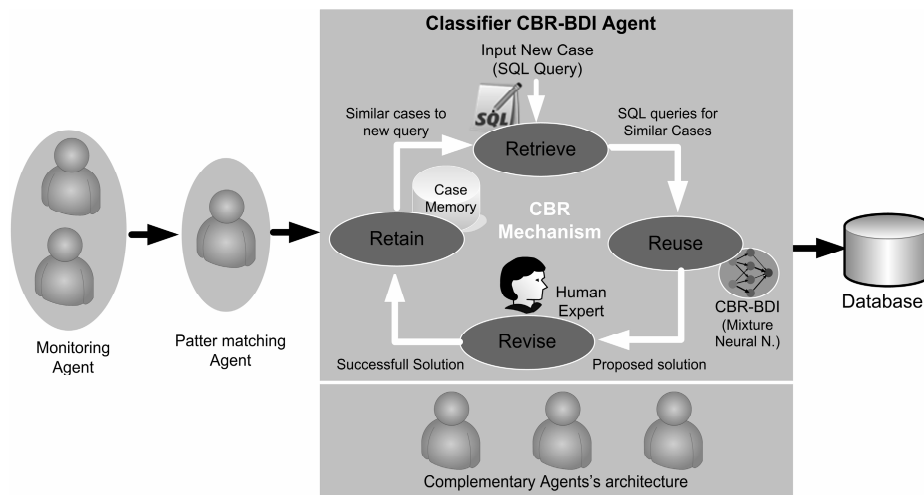 Classifier CBR-BDI Agent
Input New Case
(SQL Query)
SQL
Similar cases to
new query
SQL queries for
Similar Cases
Retrieve
Case
Memory
CBR
Mechanism
Retain
Reuse
Human
Expert
CBR-BDI
(Mixture
Neural N.)
Revise
Successfull Solution
Proposed solution
Monitoring
Agent
Patter matching
Agent
Database
Complementary Agents's architecture